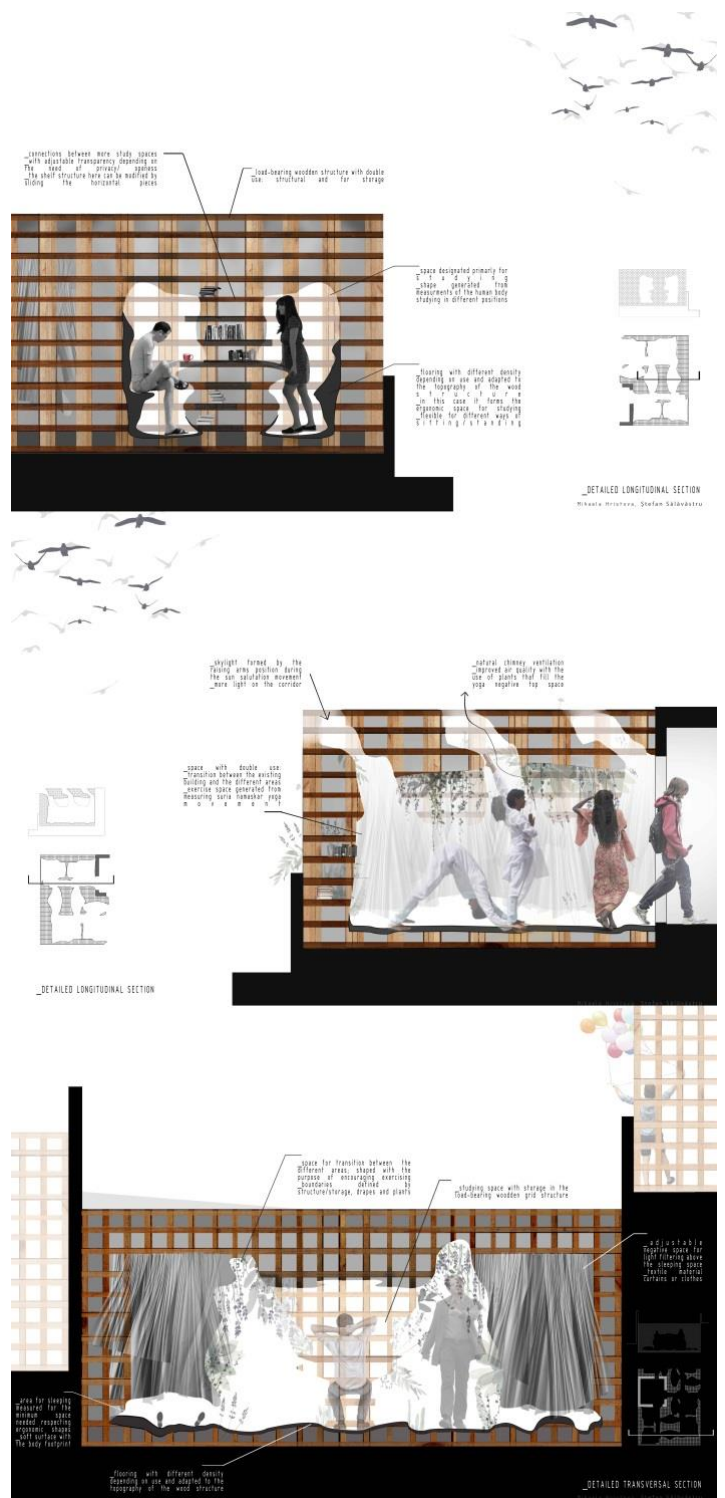 _connections between more study spaces
_with adjustable transparency depending on
The need of privacy/ openess
_the shelf structure here can be modified by
sliding the horizontal pieces
_load-bearing woodden structure with double
use: structural and for storage
_space designated primarily for
studying
_shape generated from
measurments of the human body
studying in different positions
_flooring with different density
depending on use and adapted to
the topography of the wood
structure
_in this case it forms the
ergonomic space for studying
_flexible for different ways of
sitting/standing
_DETAILED LONGITUDINAL SECTION
Mikaela Hristova, Ștefan Sălăvăstru
_skylight formed by the
raising arms position during
the sun salutation movement
_more light on the corridor
_natural chimney ventilation
_improved air quality with the
use of plants that fill the
yoga negative top space
_space with double use:
_transition between the existing
building and the different areas
_exercise space generated from
measuring suria namaskar yoga
movement
_DETAILED LONGITUDINAL SECTION
Mikaela Hristova, Ștefan Sălăvăstru
_space for transition between the
different areas; shaped with the
purpose of encouraging exercising
_boundaries defined by
structure/storage, drapes and plants
_studying space with storage in the
load-bearing woodden grid structure
_adjustable
negative space for
light filtering above
the sleeping space
_textile material
curtains or clothes
_area for sleeping
measured for the
minimum space
needed respecting
ergonomic shapes
_soft surface with
The body footprint
_flooring with different density
depending on use and adapted to the
topography of the wood structure
_DETAILED TRANSVERSAL SECTION